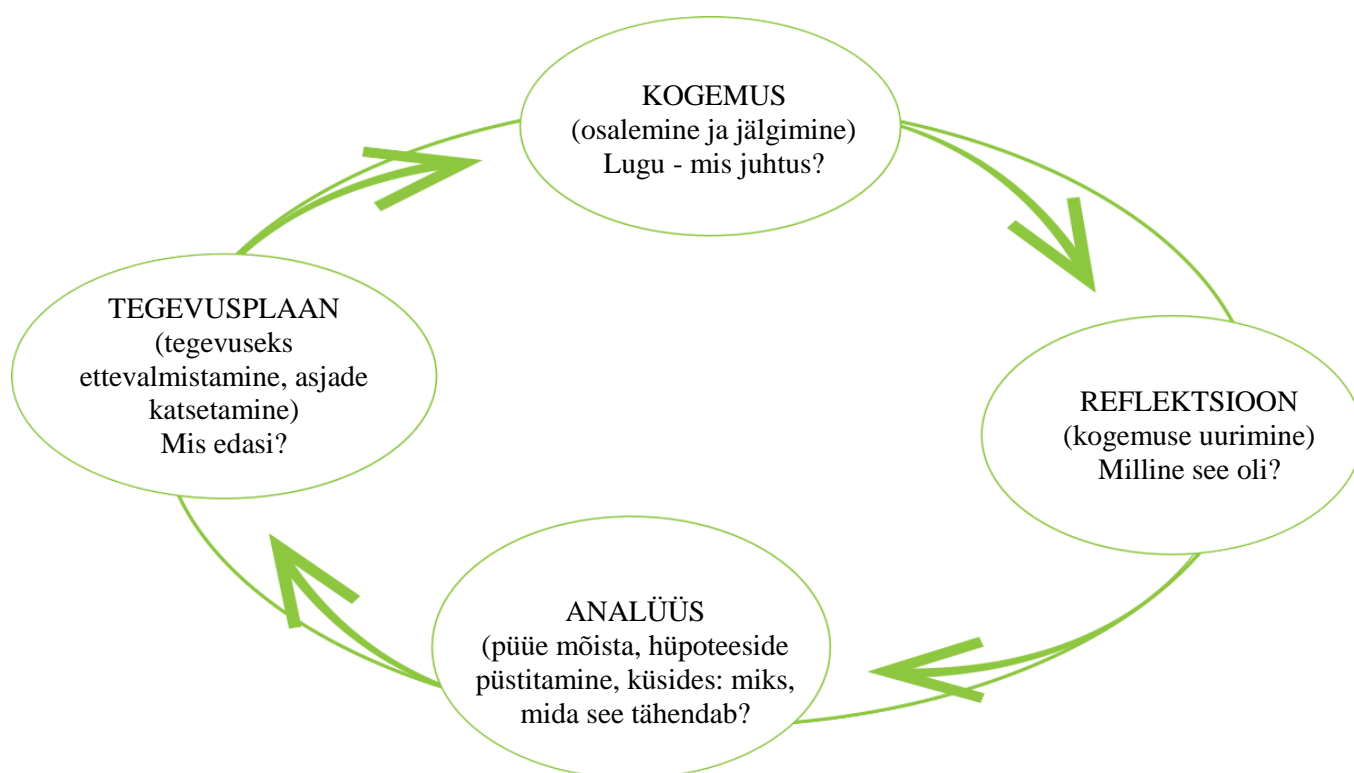 KOGEMUS
(osalemine ja jälgimine)
Lugu - mis juhtus?
REFLEKTSIOON
(kogemuse uurimine)
Milline see oli?
ANALÜÜS
(püüe mõista, hüpoteeside
püstitamine, küsides: miks,
mida see tähendab?
TEGEVUSPLAAN
(tegevuseks
ettevalmistamine, asjade
katsetamine)
Mis edasi?